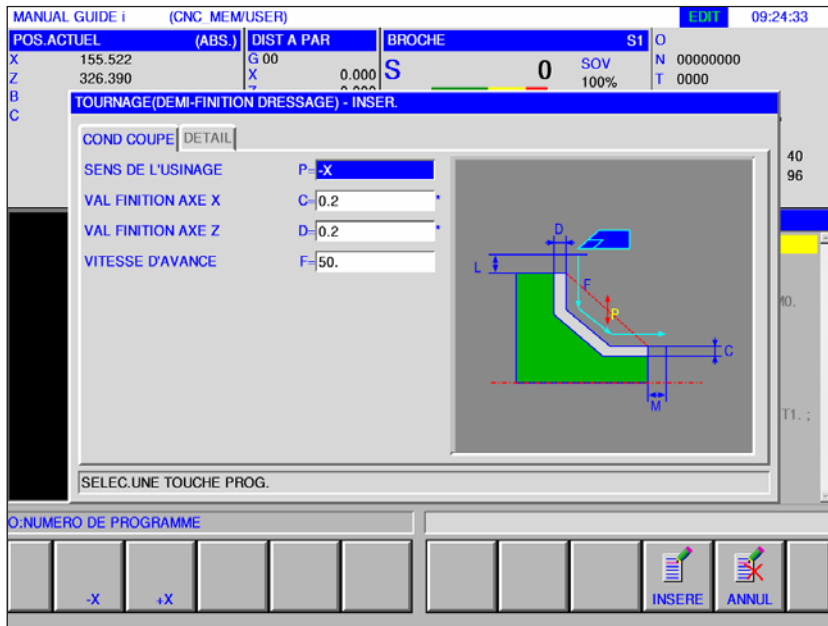 MANUAL GUIDE i (CNC_MEM/USER) EDIT 09:24:33
POS.ACTUEL (ABS.) DIST A PAR BROCHE S1 O
X 155.522 G 00 S 0 SOV N 00000000
Z 326.390 X 0.000 100% T 0000
B
C
TOURNAGE(DEMI-FINITION DRESSAGE) - INSER.
COND COUPE DETAIL
SENS DE L'USINAGE P= -X
VAL FINITION AXE X C= 0.2 *
VAL FINITION AXE Z D= 0.2 *
VITESSE D'AVANCE F= 50.
40
96
D
L
F
P
C
M
T1. ;
SELEC.UNE TOUCHE PROG.
O:NUMERO DE PROGRAMME
-X +X INSERE ANNUL